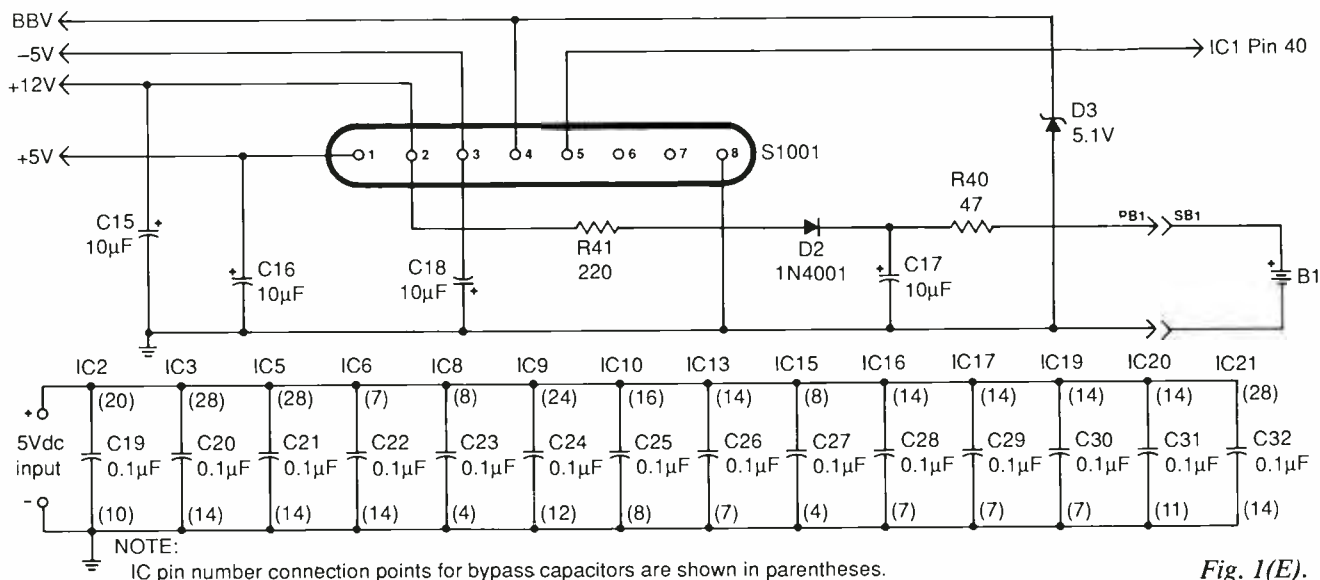 BBV
−5V
+12V
+5V
IC1 Pin 40
D3
5.1V
1 2 3 4 5 6 7 8 S1001
C15
10µF
C16
10µF
C18
10µF
R41
220
D2
1N4001
C17
10µF
R40
47
PB1 SB1
B1
+ + + + +
IC2 IC3 IC5 IC6 IC8 IC9 IC10 IC13 IC15 IC16 IC17 IC19 IC20 IC21
(20) (28) (28) (7) (8) (24) (16) (14) (8) (14) (14) (14) (14) (28)
+
5Vdc
input
-
C19 C20 C21 C22 C23 C24 C25 C26 C27 C28 C29 C30 C31 C32
0.1µF 0.1µF 0.1µF 0.1µF 0.1µF 0.1µF 0.1µF 0.1µF 0.1µF 0.1µF 0.1µF 0.1µF 0.1µF 0.1µF
(10) (14) (14) (14) (4) (12) (8) (7) (4) (7) (7) (7) (11) (14)
NOTE:
IC pin number connection points for bypass capacitors are shown in parentheses.
Fig. 1(E).